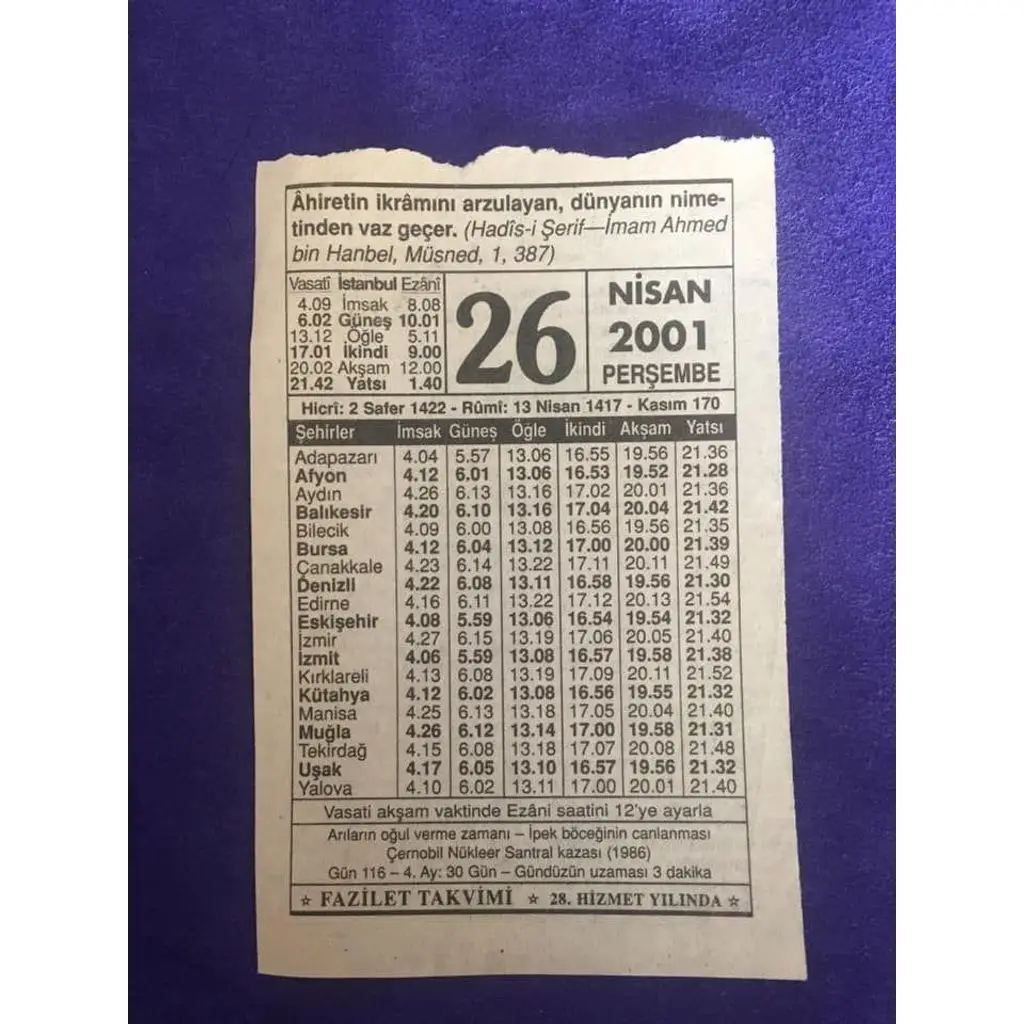 Âhiretin ikrâmını arzulayan, dünyanın nime-
tinden vaz geçer. (Hadîs-i Şerif—İmam Ahmed
bin Hanbel, Müsned, 1, 387)
Vasatî İstanbul Ezânî
4.09 İmsak 8.08
6.02 Güneş 10.01
13.12 Öğle 5.11
17.01 İkindi 9.00
20.02 Akşam 12.00
21.42 Yatsı 1.40
26
NİSAN
2001
PERŞEMBE
Hicrî: 2 Safer 1422 - Rûmî: 13 Nisan 1417 - Kasım 170
Şehirler İmsak Güneş Öğle İkindi Akşam Yatsı
Adapazarı 4.04 5.57 13.06 16.55 19.56 21.36
Afyon 4.12 6.01 13.06 16.53 19.52 21.28
Aydın 4.26 6.13 13.16 17.02 20.01 21.36
Balıkesir 4.20 6.10 13.16 17.04 20.04 21.42
Bilecik 4.09 6.00 13.08 16.56 19.56 21.35
Bursa 4.12 6.04 13.12 17.00 20.00 21.39
Çanakkale 4.23 6.14 13.22 17.11 20.11 21.49
Denizli 4.22 6.08 13.11 16.58 19.56 21.30
Edirne 4.16 6.11 13.22 17.12 20.13 21.54
Eskişehir 4.08 5.59 13.06 16.54 19.54 21.32
İzmir 4.27 6.15 13.19 17.06 20.05 21.40
İzmit 4.06 5.59 13.08 16.57 19.58 21.38
Kırklareli 4.13 6.08 13.19 17.09 20.11 21.52
Kütahya 4.12 6.02 13.08 16.56 19.55 21.32
Manisa 4.25 6.13 13.18 17.05 20.04 21.40
Muğla 4.26 6.12 13.14 17.00 19.58 21.31
Tekirdağ 4.15 6.08 13.18 17.07 20.08 21.48
Uşak 4.17 6.05 13.10 16.57 19.56 21.32
Yalova 4.10 6.02 13.11 17.00 20.01 21.40
Vasati akşam vaktinde Ezâni saatini 12'ye ayarla
Arıların oğul verme zamanı – İpek böceğinin canlanması
Çernobil Nükleer Santral kazası (1986)
Gün 116 – 4. Ay: 30 Gün – Gündüzün uzaması 3 dakika
☆ FAZİLET TAKVİMİ ☆ 28. HİZMET YILINDA ☆